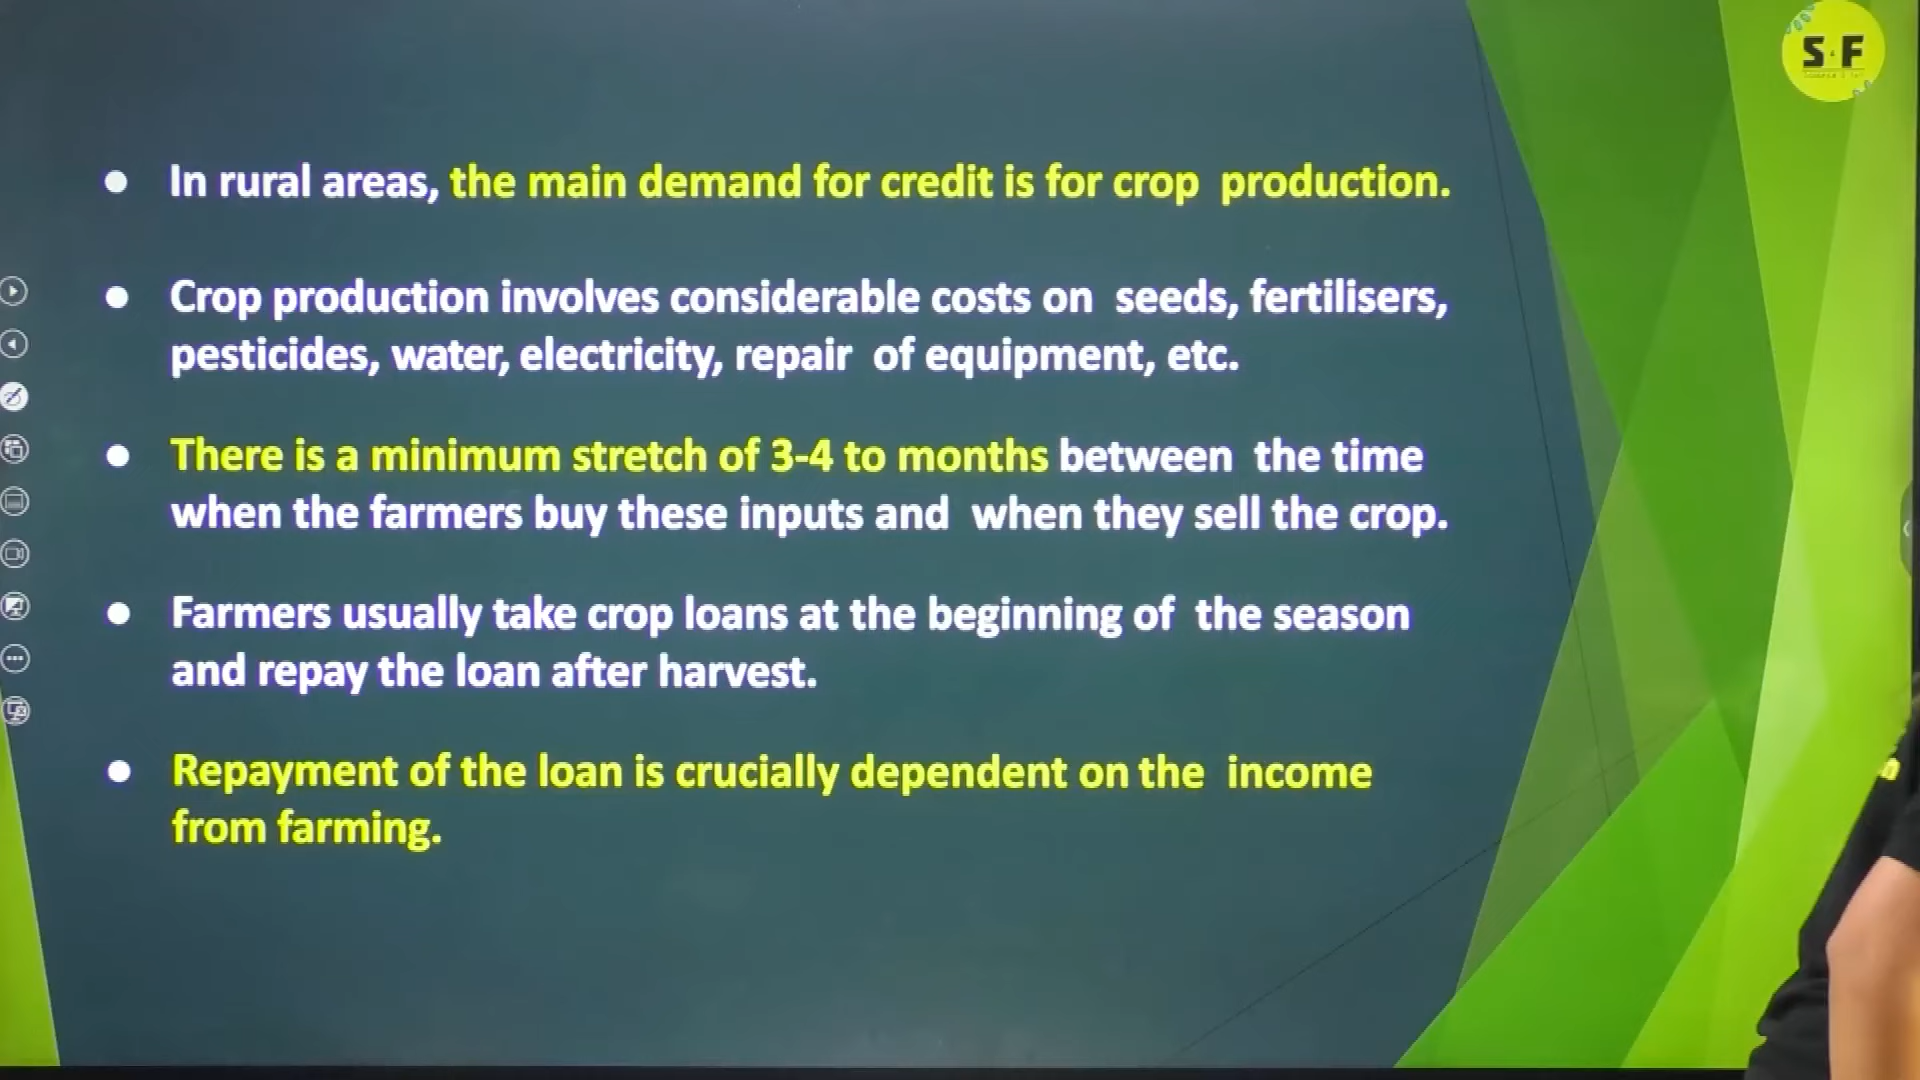 S F
In rural areas, the main demand for credit is for crop production.
Crop production involves considerable costs on seeds, fertilisers,
pesticides, water, electricity, repair of equipment, etc.
There is a minimum stretch of 3-4 to months between the time
when the farmers buy these inputs and when they sell the crop.
Farmers usually take crop loans at the beginning of the season
and repay the loan after harvest.
Repayment of the loan is crucially dependent on the income
from farming.